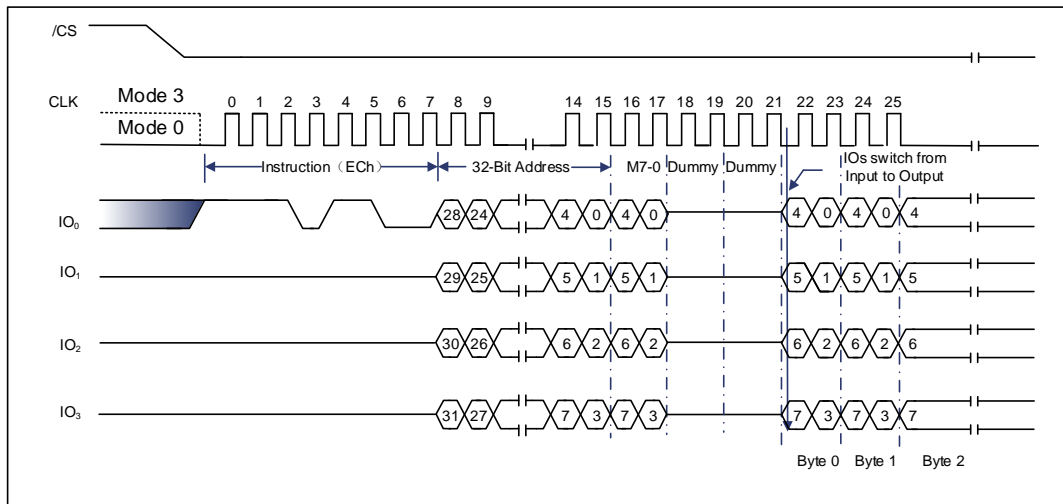 /CS
Mode 3
CLK
Mode 0
0 1 2 3 4 5 6 7 8 9 14 15 16 17 18 19 20 21 22 23 24 25
Instruction（ECh）
32-Bit Address
M7-0
Dummy
Dummy
IOs switch from
Input to Output
IO0 28 24 4 0 4 0 4 0 4 0 4
IO1 29 25 5 1 5 1 5 1 5 1 5
IO2 30 26 6 2 6 2 6 2 6 2 6
IO3 31 27 7 3 7 3 7 3 7 3 7
Byte 0 Byte 1 Byte 2